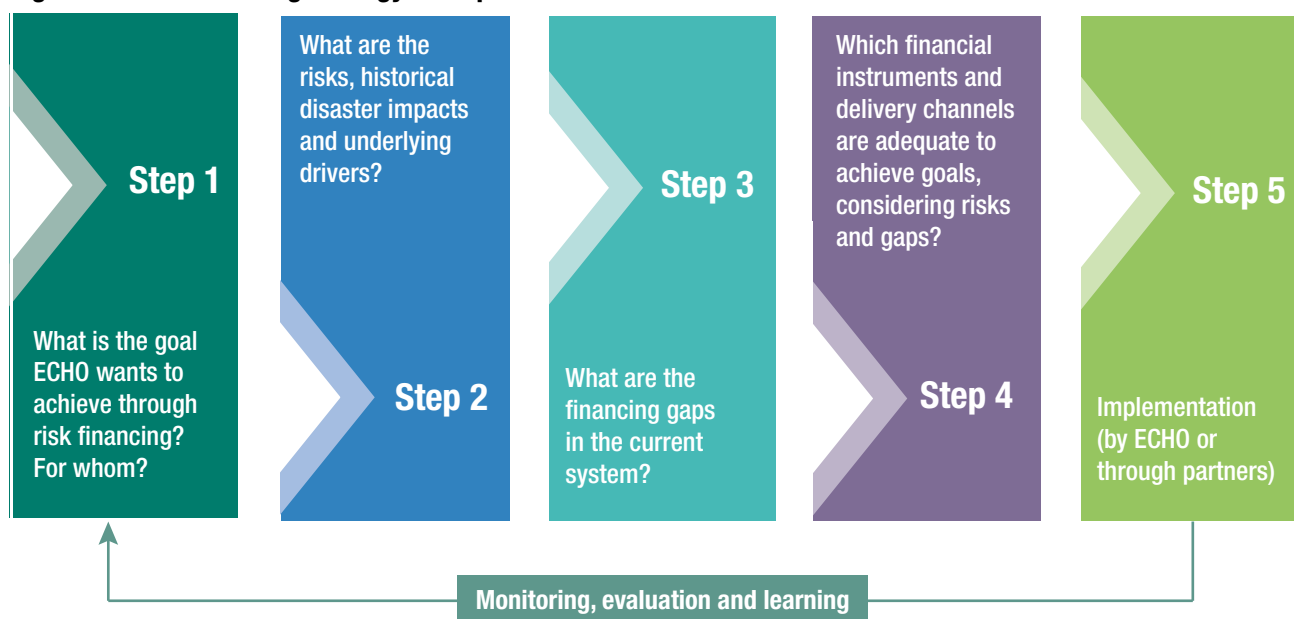 Step 1
What is the goal
ECHO wants to
achieve through
risk financing?
For whom?
What are the
risks, historical
disaster impacts
and underlying
drivers?
Step 2
Step 3
What are the
financing gaps
in the current
system?
Which financial
instruments and
delivery channels
are adequate to
achieve goals,
considering risks
and gaps?
Step 4
Step 5
Implementation
(by ECHO or
through partners)
Monitoring, evaluation and learning